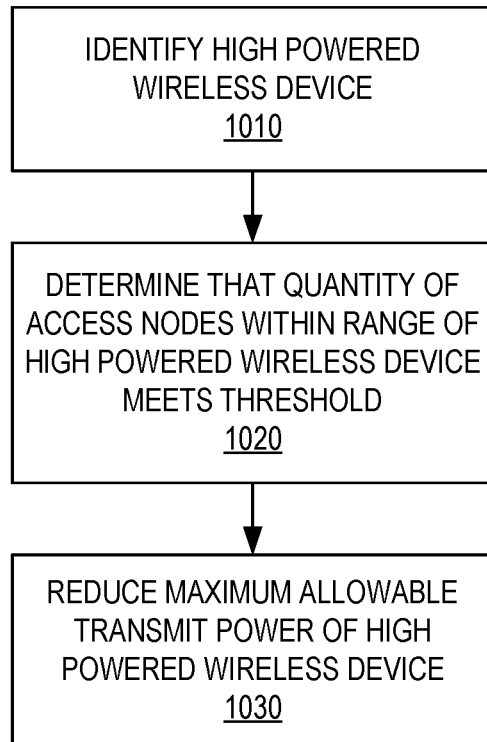 IDENTIFY HIGH POWERED
WIRELESS DEVICE
1010
DETERMINE THAT QUANTITY OF
ACCESS NODES WITHIN RANGE OF
HIGH POWERED WIRELESS DEVICE
MEETS THRESHOLD
1020
REDUCE MAXIMUM ALLOWABLE
TRANSMIT POWER OF HIGH
POWERED WIRELESS DEVICE
1030